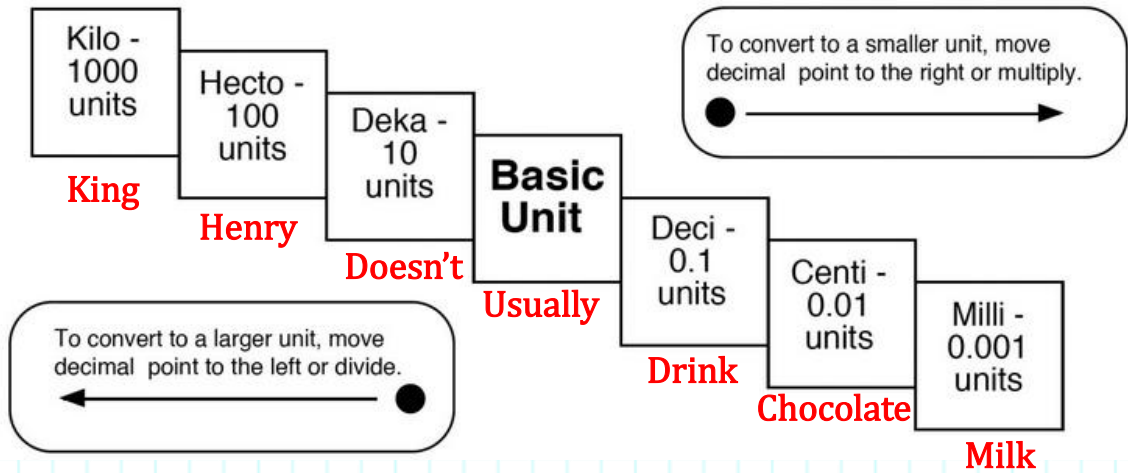 Kilo -
1000
units
King
Hecto -
100
units
Henry
Deka -
10
units
Doesn't
Basic
Unit
Usually
Deci -
0.1
units
Drink
Centi -
0.01
units
Chocolate
Milli -
0.001
units
Milk
To convert to a smaller unit, move
decimal point to the right or multiply.
To convert to a larger unit, move
decimal point to the left or divide.